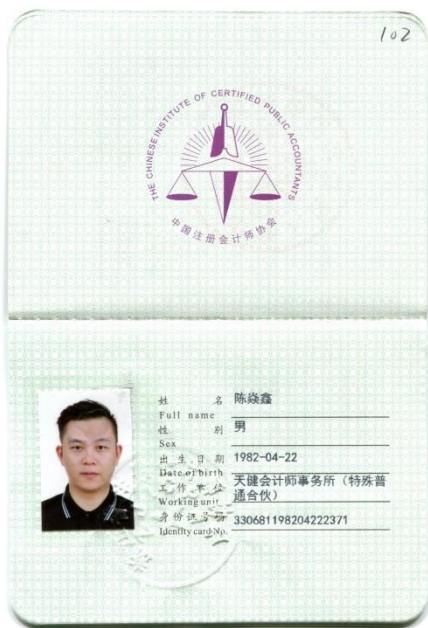 102
THE CHINESE INSTITUTE OF CERTIFIED PUBLIC ACCOUNTANTS
中国注册会计师协会
姓 名 陈焱鑫
Full name
性 别 男
Sex
出生日期 1982-04-22
Date of birth
工作单位 天健会计师事务所（特殊普
通合伙）
Working unit
身份证号码 330681198204222371
Identity card No.